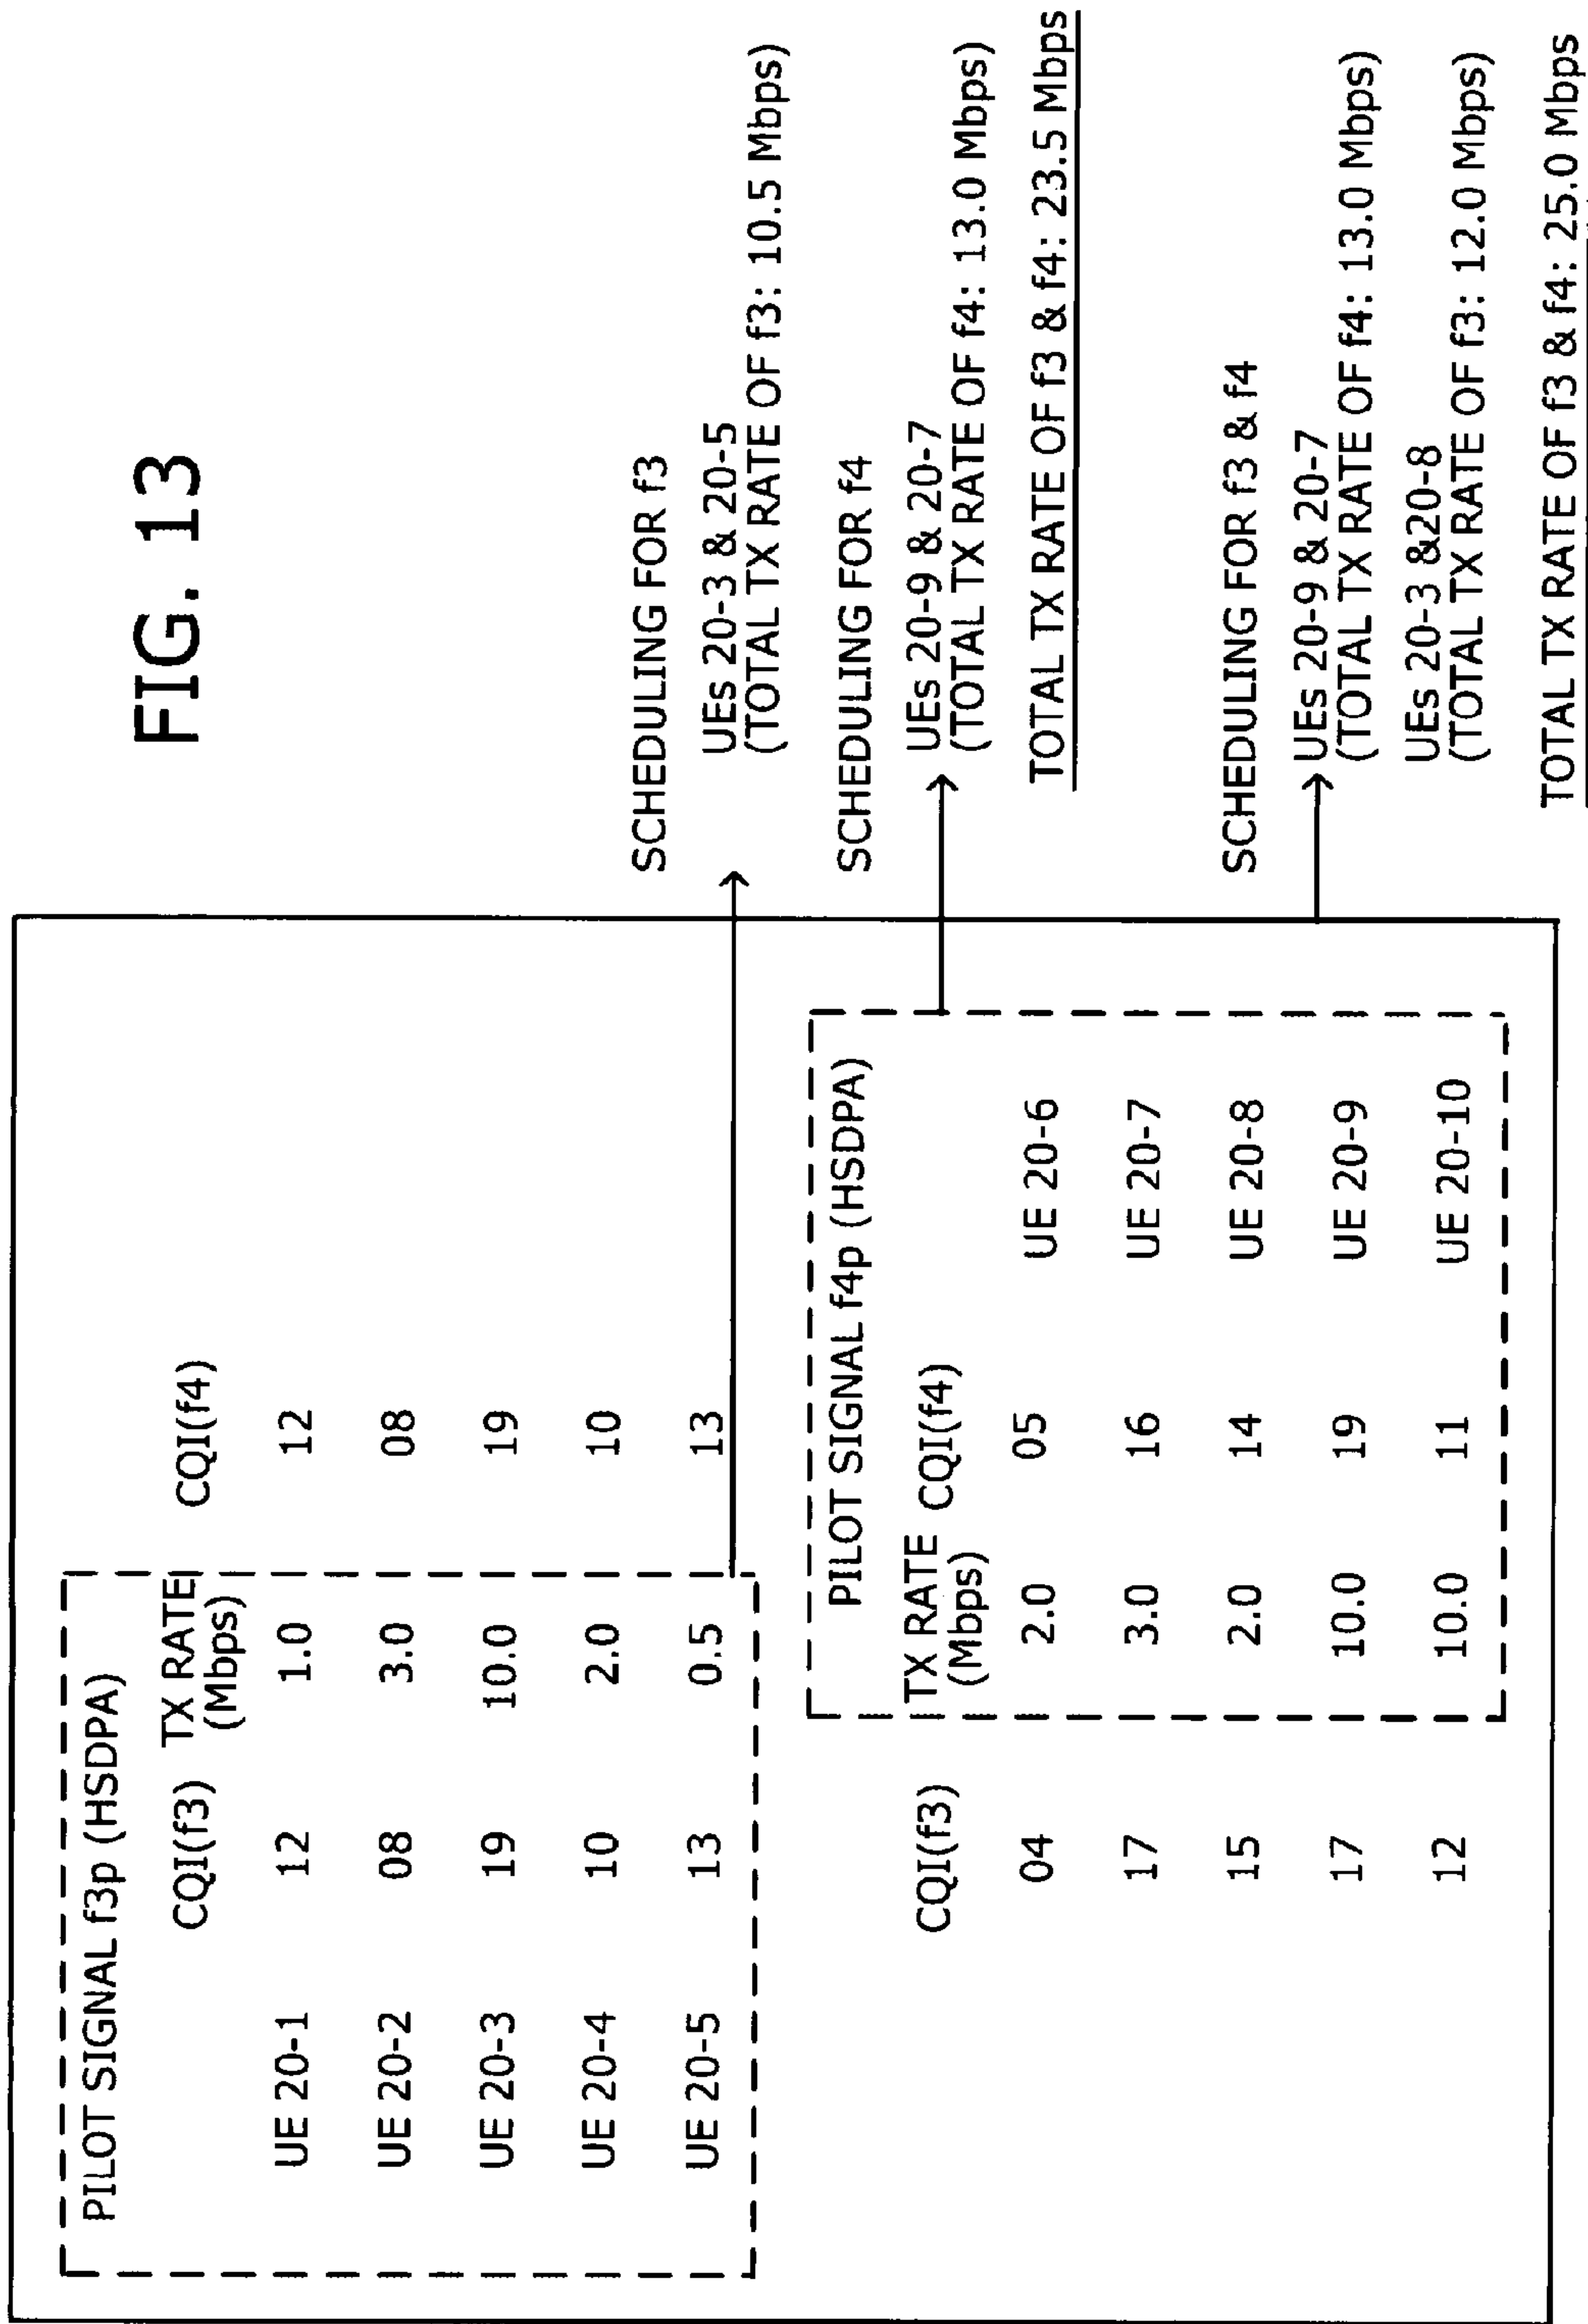 FIG. 13
PILOT SIGNAL f3p (HSDPA)
CQI(f3) TX RATE (Mbps) CQI(f4)
UE 20-1 12 1.0 12
UE 20-2 08 3.0 08
UE 20-3 19 10.0 19
UE 20-4 10 2.0 10
UE 20-5 13 0.5 13
PILOT SIGNAL f4p (HSDPA)
CQI(f3) TX RATE (Mbps) CQI(f4)
04 2.0 05 UE 20-6
17 3.0 16 UE 20-7
15 2.0 14 UE 20-8
17 10.0 19 UE 20-9
12 10.0 11 UE 20-10
SCHEDULING FOR f3
UEs 20-3 & 20-5
(TOTAL TX RATE OF f3: 10.5 Mbps)
SCHEDULING FOR f4
UEs 20-9 & 20-7
(TOTAL TX RATE OF f4: 13.0 Mbps)
TOTAL TX RATE OF f3 & f4: 23.5 Mbps
SCHEDULING FOR f3 & f4
UEs 20-9 & 20-7
(TOTAL TX RATE OF f4: 13.0 Mbps)
UEs 20-3 &20-8
(TOTAL TX RATE OF f3: 12.0 Mbps)
TOTAL TX RATE OF f3 & f4: 25.0 Mbps